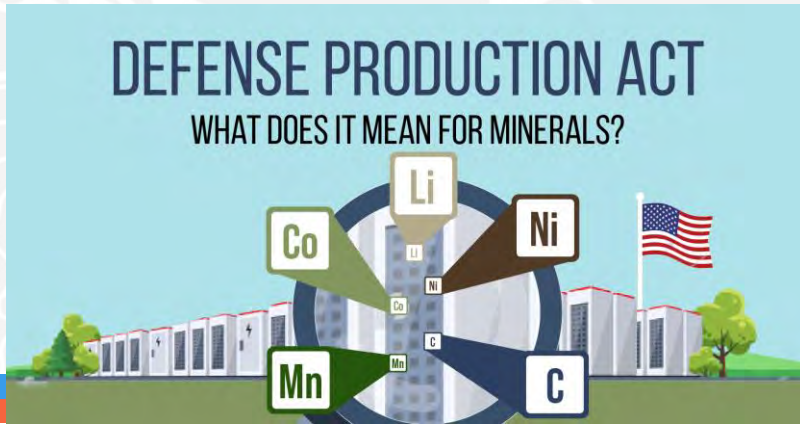 DEFENSE PRODUCTION ACT
WHAT DOES IT MEAN FOR MINERALS?
Li
Co
Ni
Li
Ni
Co
C
Mn
Mn
C